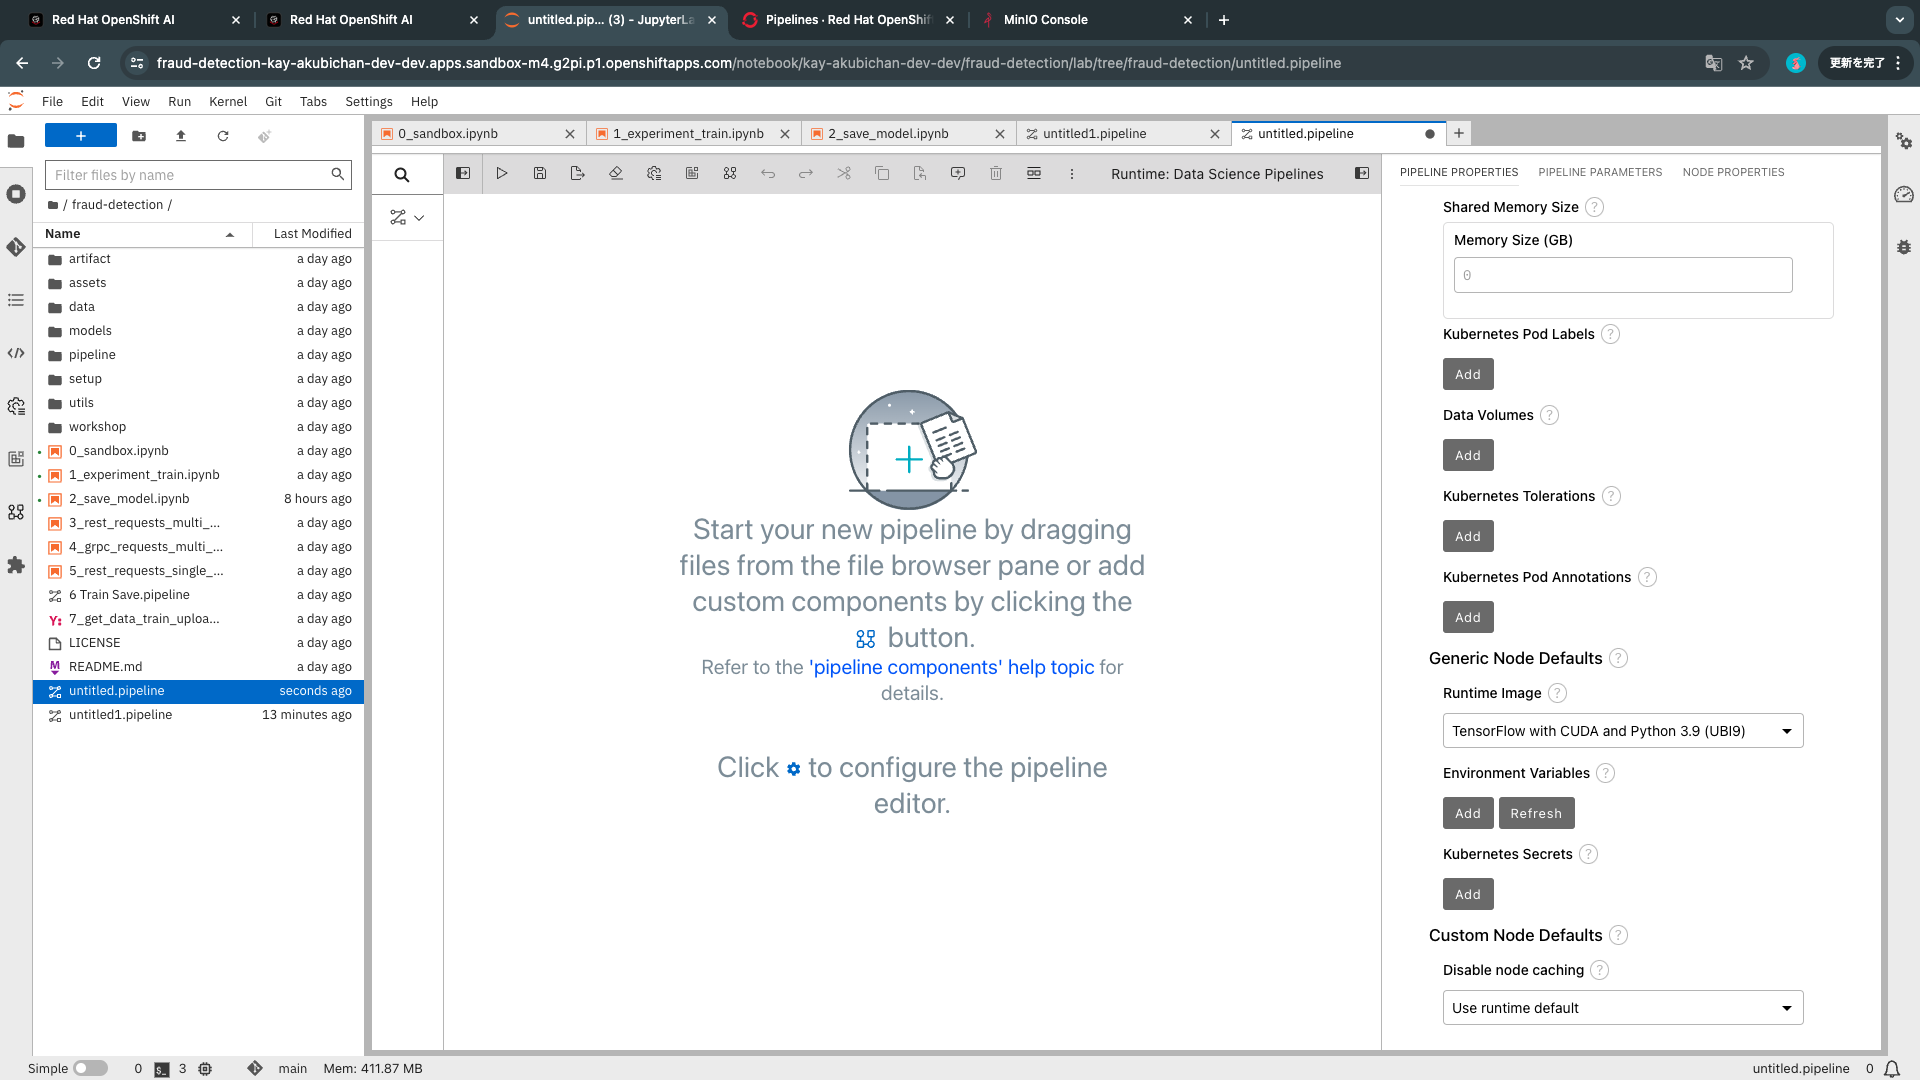 Red Hat OpenShift AI
Red Hat OpenShift AI
untitled.pip... (3) - JupyterLa
Pipelines · Red Hat OpenShift
MinIO Console
fraud-detection-kay-akubichan-dev-dev.apps.sandbox-m4.g2pi.p1.openshiftapps.com/notebook/kay-akubichan-dev-dev/fraud-detection/lab/tree/fraud-detection/untitled.pipeline
更新を完了
File Edit View Run Kernel Git Tabs Settings Help
Filter files by name
/ fraud-detection /
Name Last Modified
artifact a day ago
assets a day ago
data a day ago
models a day ago
pipeline a day ago
setup a day ago
utils a day ago
workshop a day ago
0_sandbox.ipynb a day ago
1_experiment_train.ipynb a day ago
2_save_model.ipynb 8 hours ago
3_rest_requests_multi_... a day ago
4_grpc_requests_multi_... a day ago
5_rest_requests_single_... a day ago
6 Train Save.pipeline a day ago
7_get_data_train_uploa... a day ago
LICENSE a day ago
README.md a day ago
untitled.pipeline seconds ago
untitled1.pipeline 13 minutes ago
0_sandbox.ipynb
1_experiment_train.ipynb
2_save_model.ipynb
untitled1.pipeline
untitled.pipeline
Runtime: Data Science Pipelines
Start your new pipeline by dragging
files from the file browser pane or add
custom components by clicking the
button.
Refer to the 'pipeline components' help topic for
details.
Click to configure the pipeline
editor.
PIPELINE PROPERTIES PIPELINE PARAMETERS NODE PROPERTIES
Shared Memory Size ?
Memory Size (GB)
0
Kubernetes Pod Labels ?
Add
Data Volumes ?
Add
Kubernetes Tolerations ?
Add
Kubernetes Pod Annotations ?
Add
Generic Node Defaults ?
Runtime Image ?
TensorFlow with CUDA and Python 3.9 (UBI9)
Environment Variables ?
Add Refresh
Kubernetes Secrets ?
Add
Custom Node Defaults ?
Disable node caching ?
Use runtime default
Simple 0 3 main Mem: 411.87 MB
untitled.pipeline 0